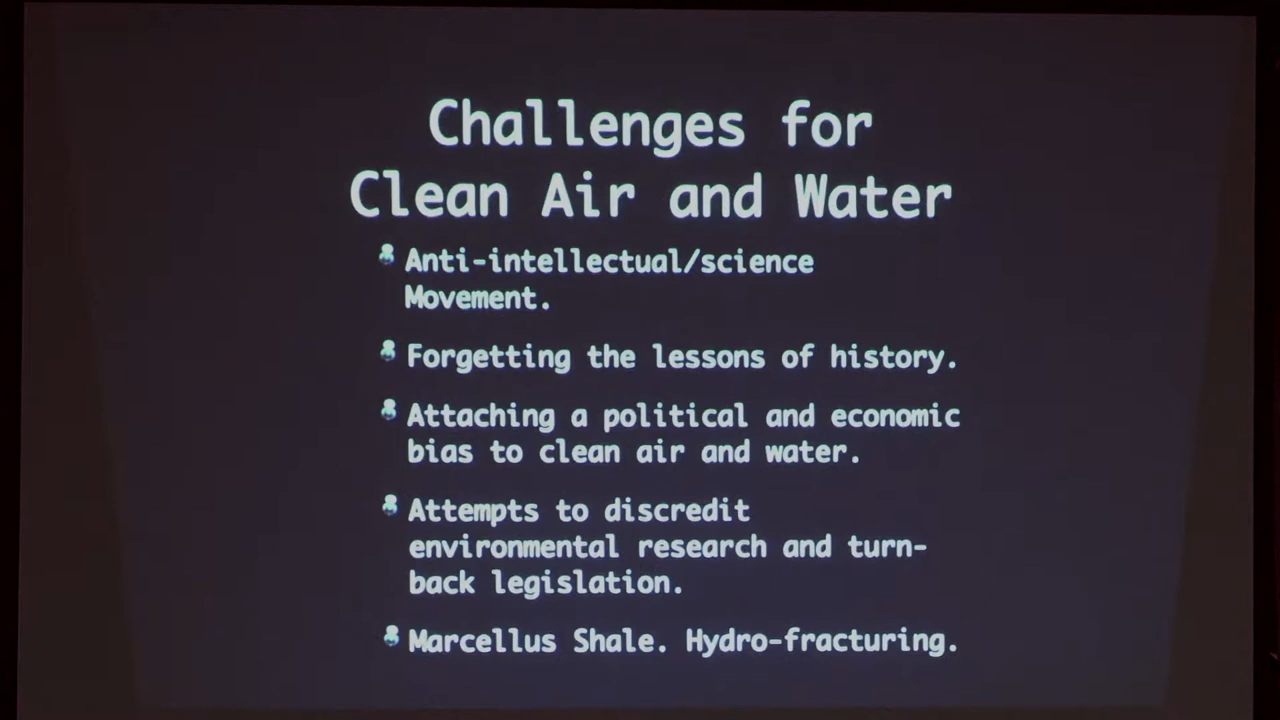 Challenges for
Clean Air and Water
Anti-intellectual/science
Movement.
Forgetting the lessons of history.
Attaching a political and economic
bias to clean air and water.
Attempts to discredit
environmental research and turn-
back legislation.
Marcellus Shale. Hydro-fracturing.